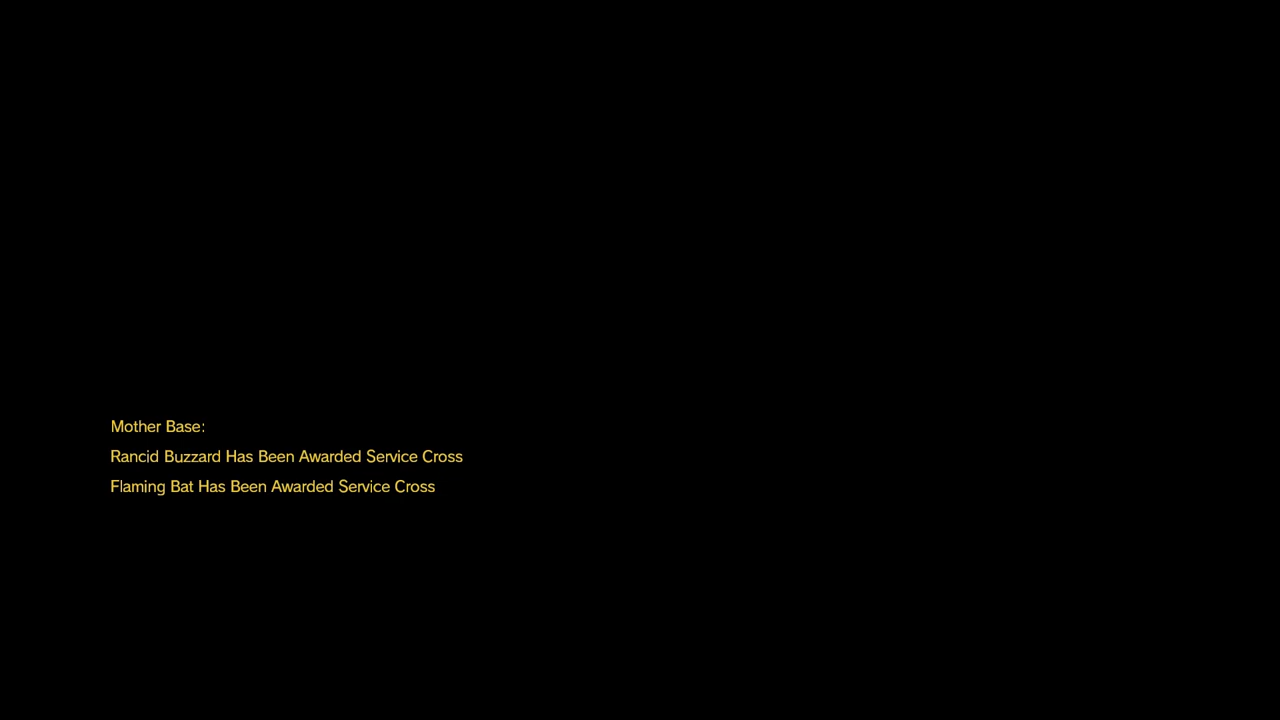 Mother Base:
Rancid Buzzard Has Been Awarded Service Cross
Flaming Bat Has Been Awarded Service Cross